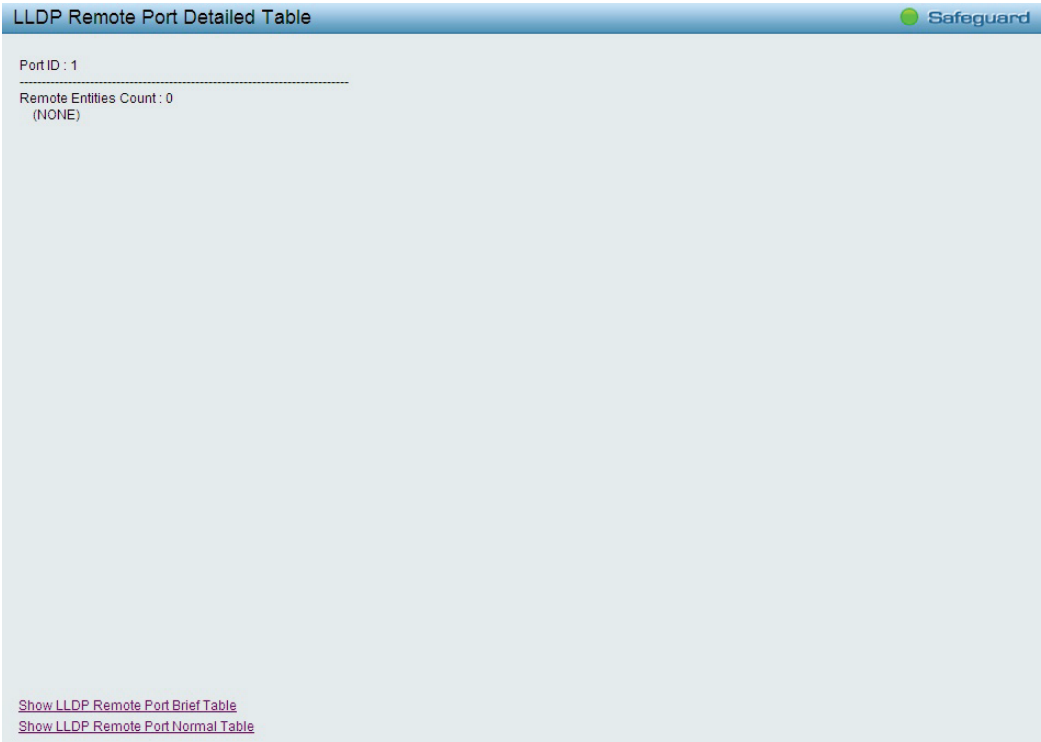 LLDP Remote Port Detailed Table
Safeguard
Port ID : 1
--------------------------------------------------------------------------
Remote Entities Count : 0
(NONE)
Show LLDP Remote Port Brief Table
Show LLDP Remote Port Normal Table